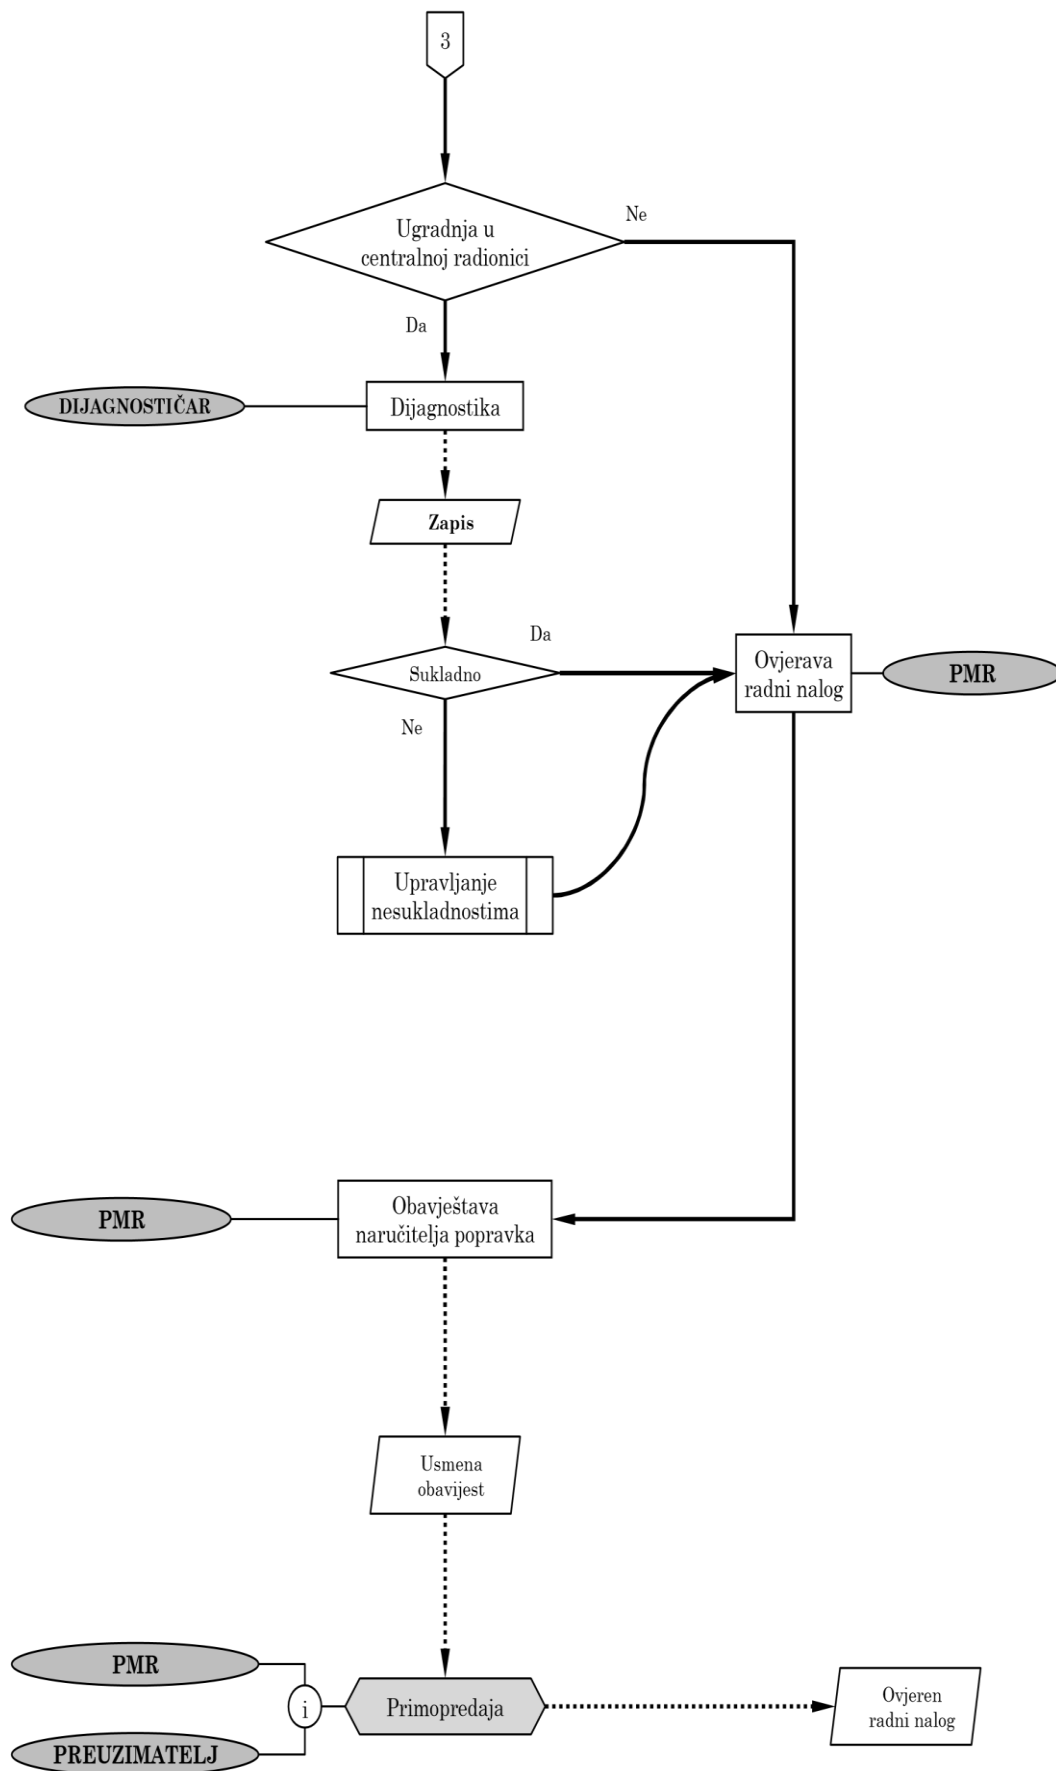 3
Ugradnja u
centralnoj radionici
Ne
Da
DIJAGNOSTIČAR
Dijagnostika
Zapis
Da
Sukladno
Ovjerava
radni nalog
PMR
Ne
Upravljanje
nesukladnostima
PMR
Obavještava
naručitelja popravka
Usmena
obavijest
PMR
i
Primopredaja
Ovjeren
radni nalog
PREUZIMATELJ